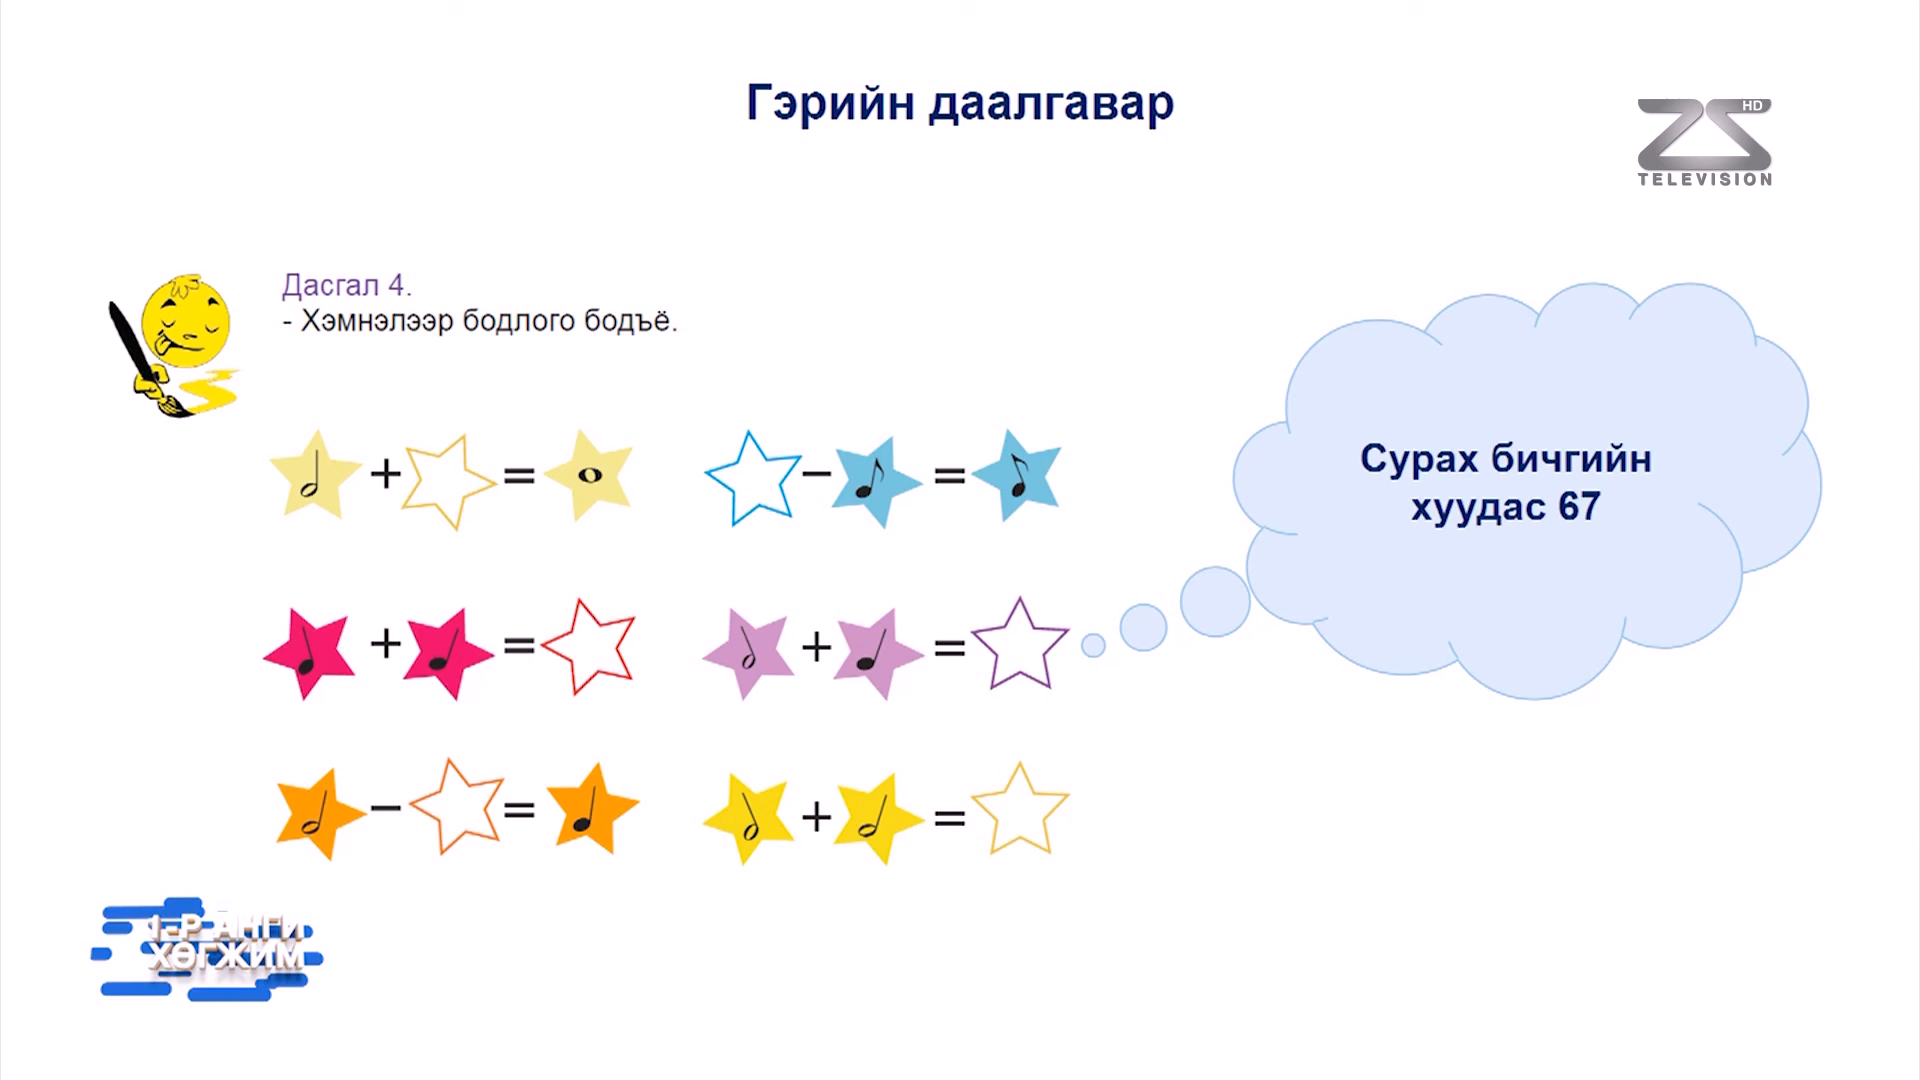 Гэрийн даалгавар
HD
TELEVISION
Дасгал 4.
- Хэмнэлээр бодлого бодъё.
+ = - =
+ = + =
- = + =
Сурах бичгийн
хуудас 67
1-Р АНГИ
ХӨГЖИМ